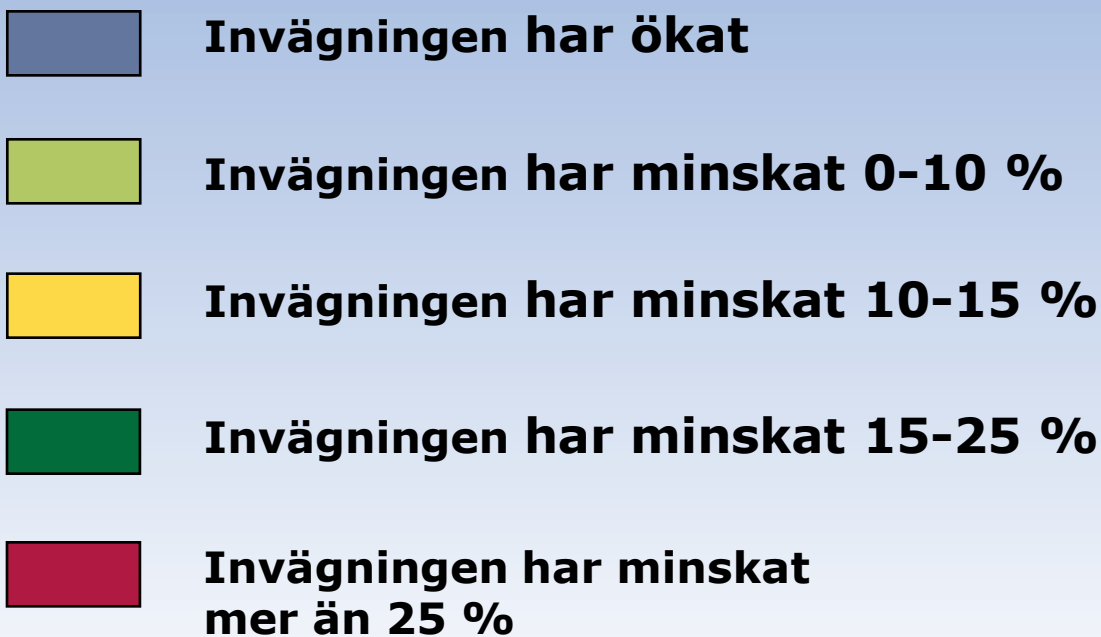 Invägningen har ökat
Invägningen har minskat 0-10 %
Invägningen har minskat 10-15 %
Invägningen har minskat 15-25 %
Invägningen har minskat
mer än 25 %